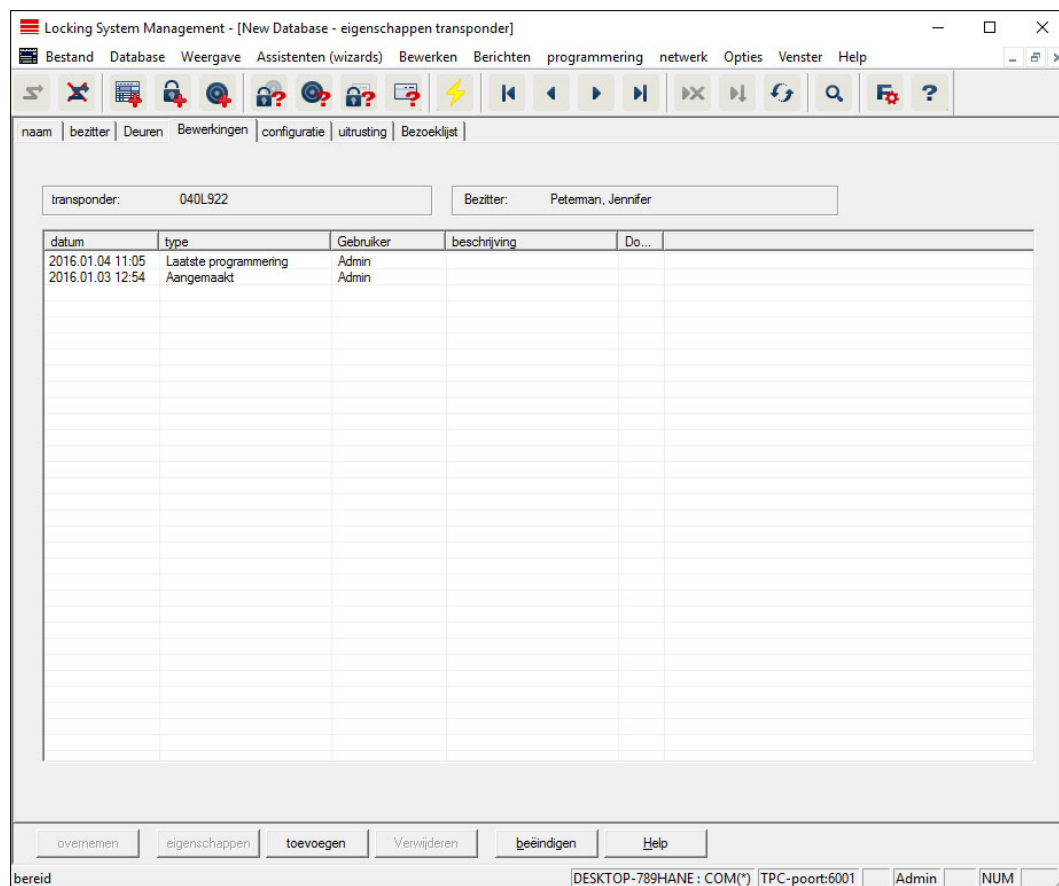 Locking System Management - [New Database - eigenschappen transponder]
Bestand Database Weergave Assistenten (wizards) Bewerken Berichten programmering netwerk Opties Venster Help
naam bezitter Deuren Bewerkingen configuratie uitrusting Bezoeklijst
transponder: 040L922 Bezitter: Peterman, Jennifer
datum type Gebruiker beschrijving Do...
2016.01.04 11:05 Laatste programmering Admin
2016.01.03 12:54 Aangemaakt Admin
overnemen eigenschappen toevoegen Verwijderen beëindigen Help
bereid DESKTOP-789HANE : COM(*) TPC-poort:6001 Admin NUM